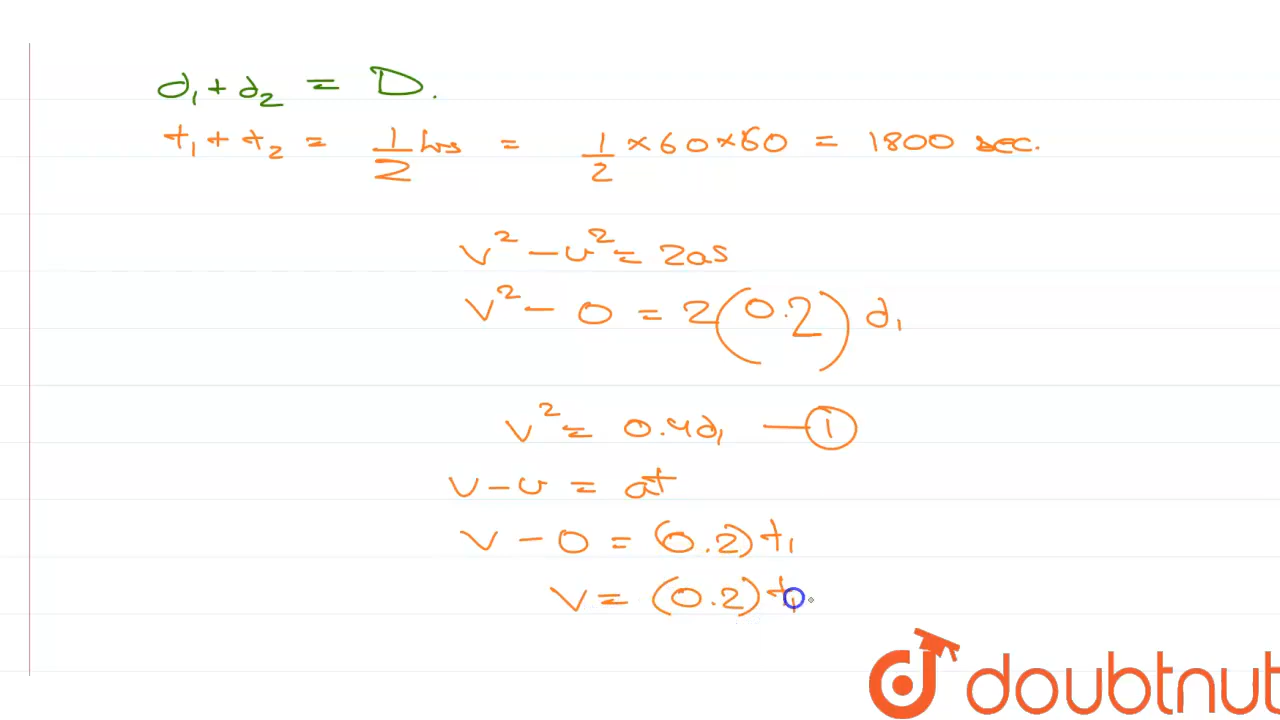 d₁ + d₂ = D.
t₁ + t₂ = 1/2 hrs = 1/2 × 60 × 60 = 1800 sec.
v² - u² = 2as
v² - 0 = 2(0.2) d₁
v² = 0.4d₁ — ①
v - u = at
v - 0 = (0.2) t₁
v = (0.2) t₁
doubtnut